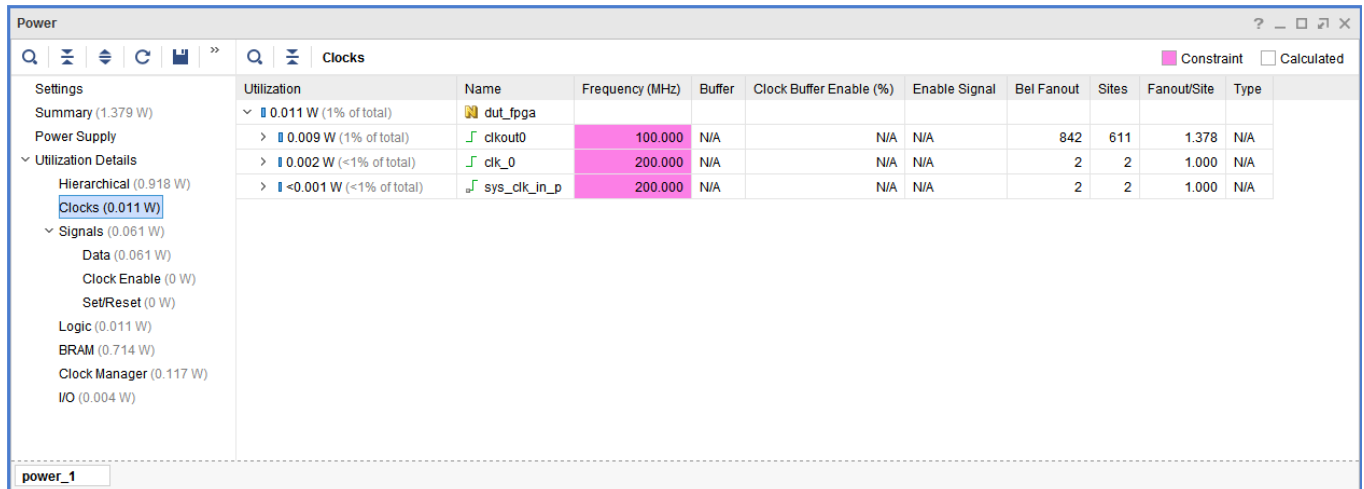 Power
? _
»
Clocks
Constraint Calculated
Settings
Summary (1.379 W)
Power Supply
Utilization Details
Hierarchical (0.918 W)
Clocks (0.011 W)
Signals (0.061 W)
Data (0.061 W)
Clock Enable (0 W)
Set/Reset (0 W)
Logic (0.011 W)
BRAM (0.714 W)
Clock Manager (0.117 W)
I/O (0.004 W)
Utilization Name Frequency (MHz) Buffer Clock Buffer Enable (%) Enable Signal Bel Fanout Sites Fanout/Site Type
0.011 W (1% of total) dut_fpga
0.009 W (1% of total) clkout0 100.000 N/A N/A N/A 842 611 1.378 N/A
0.002 W (<1% of total) clk_0 200.000 N/A N/A N/A 2 2 1.000 N/A
<0.001 W (<1% of total) sys_clk_in_p 200.000 N/A N/A N/A 2 2 1.000 N/A
power_1